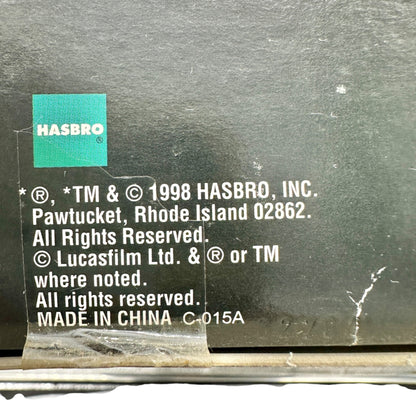 HASBRO ®
*®, *TM & © 1998 HASBRO, INC.
Pawtucket, Rhode Island 02862.
All Rights Reserved.
© Lucasfilm Ltd. & ® or TM
where noted.
All rights reserved.
MADE IN CHINA C-015A